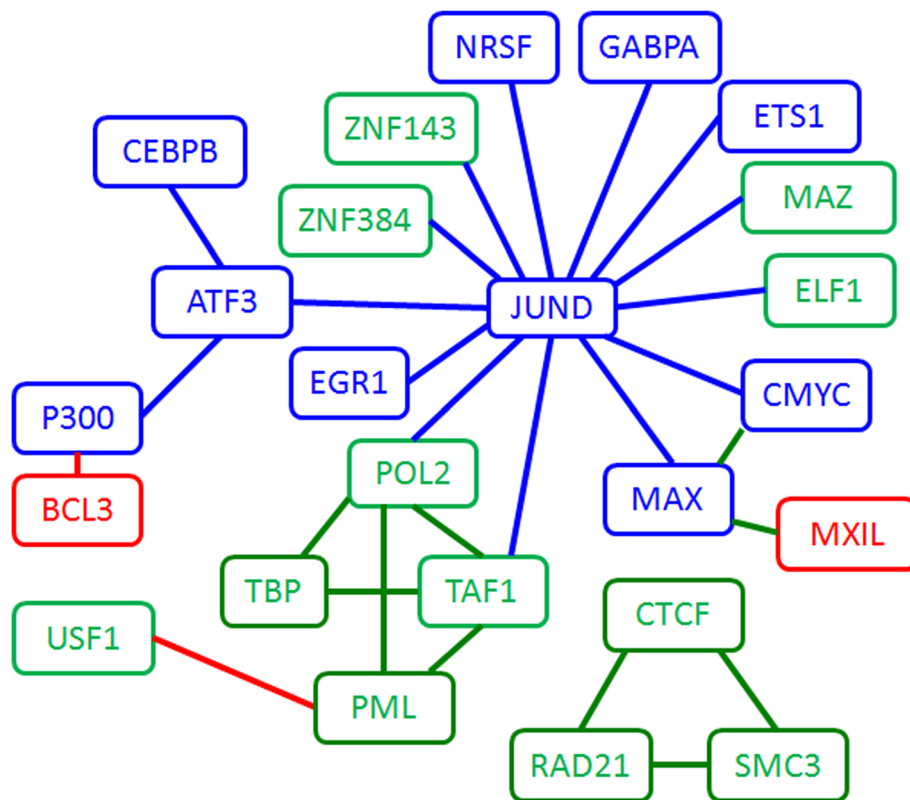 NRSF
GABPA
ETS1
ZNF143
CEBPB
MAZ
ZNF384
ELF1
ATF3
JUND
EGR1
CMYC
P300
POL2
MAX
BCL3
MXIL
TBP
TAF1
CTCF
USF1
PML
RAD21
SMC3